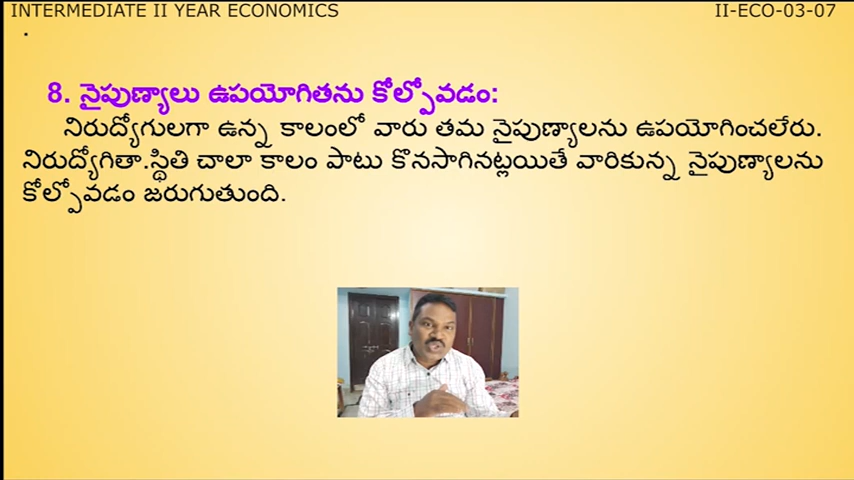 INTERMEDIATE II YEAR ECONOMICS
II-ECO-03-07
8. నైపుణ్యాలు ఉపయోగితను కోల్పోవడం:
నిరుద్యోగులగా ఉన్న కాలంలో వారు తమ నైపుణ్యాలను ఉపయోగించలేరు.
నిరుద్యోగితా.స్థితి చాలా కాలం పాటు కొనసాగినట్లయితే వారికున్న నైపుణ్యాలను
కోల్పోవడం జరుగుతుంది.